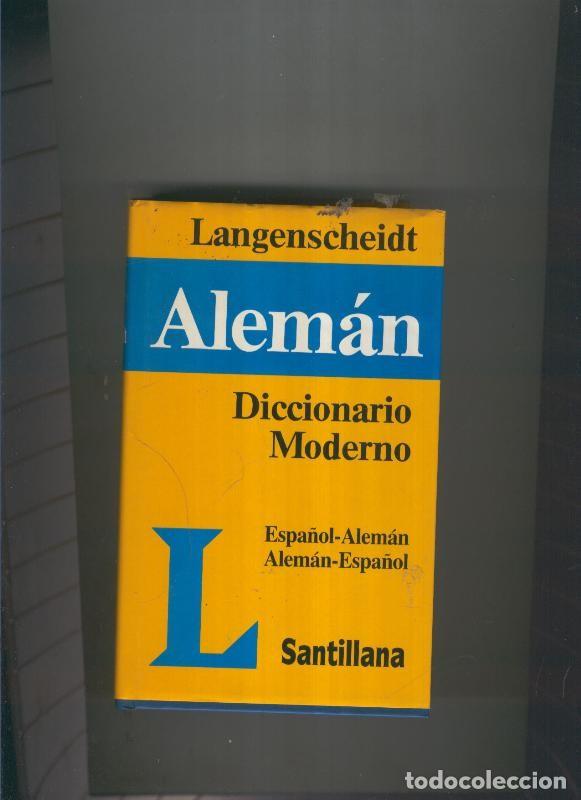 Langenscheidt
Alemán
Diccionario
Moderno
Español-Alemán
Alemán-Español
L
Santillana
todocoleccion